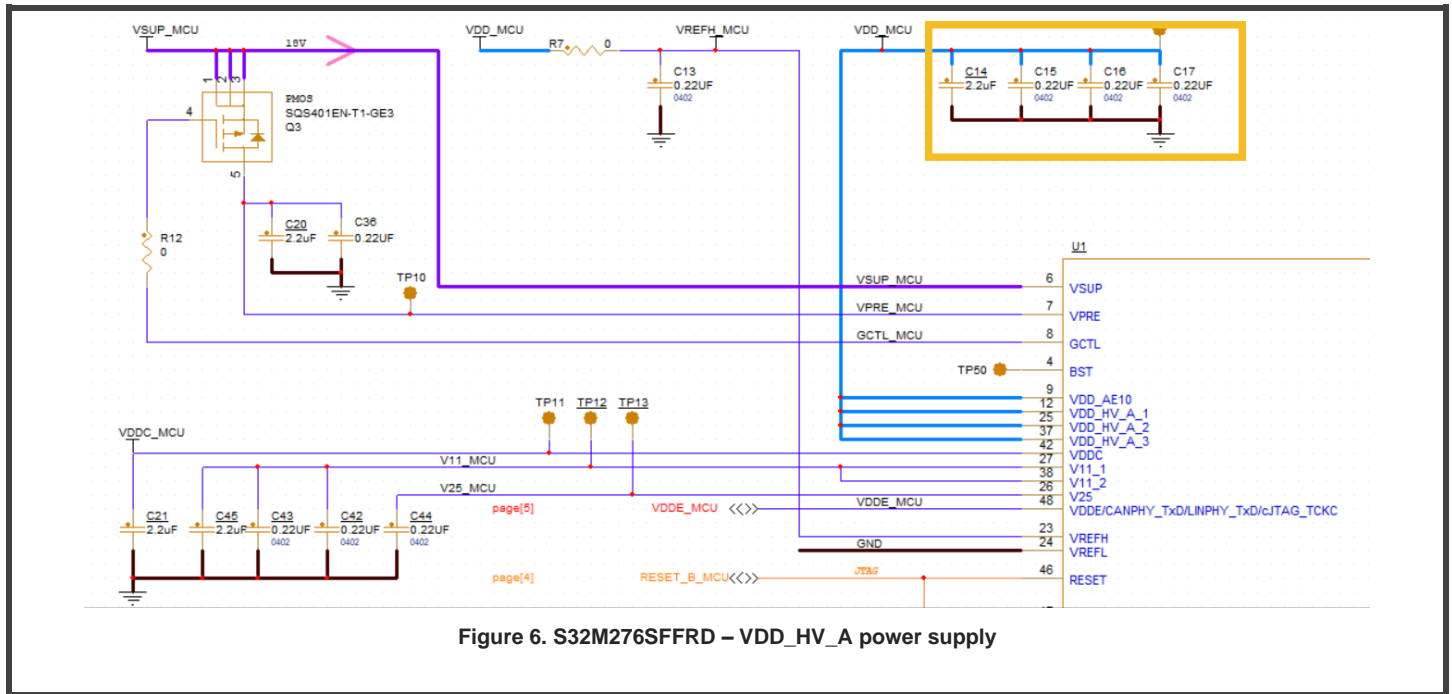 VSUP_MCU
18V
VDD_MCU
R7
0
VREFH_MCU
VDD_MCU
C13
0.22UF
0402
C14
2.2uF
C15
0.22UF
0402
C16
0.22UF
0402
C17
0.22UF
0402
1
2
3
4
5
PMOS
SQS401EN-T1-GE3
Q3
R12
0
C20
2.2uF
C36
0.22UF
TP10
U1
VSUP_MCU
6
VSUP
VPRE_MCU
7
VPRE
GCTL_MCU
8
GCTL
TP50
4
BST
9
VDD_AE10
12
VDD_HV_A_1
25
VDD_HV_A_2
37
VDD_HV_A_3
42
VDDC
27
V11_1
38
V11_2
26
V25
48
VDDE/CANPHY_TxD/LINPHY_TxD/cJTAG_TCKC
TP11
TP12
TP13
VDDC_MCU
V11_MCU
V25_MCU
C21
2.2uF
C45
2.2uF
C43
0.22UF
0402
C42
0.22UF
0402
C44
0.22UF
0402
page[5]
VDDE_MCU
VDDE_MCU
23
VREFH
GND
24
VREFL
page[4]
RESET_B_MCU
JTAG
46
RESET
Figure 6. S32M276SFFRD – VDD_HV_A power supply